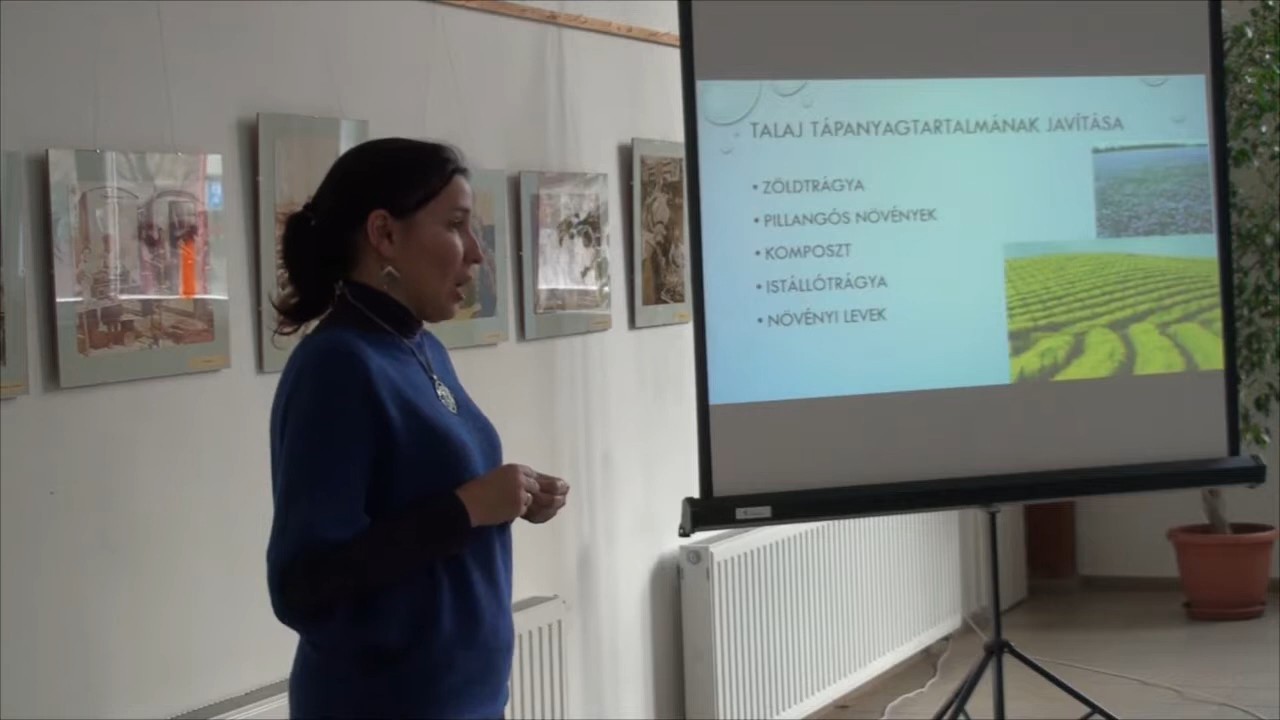 TALAJ TÁPANYAGTARTALMÁNAK JAVÍTÁSA
• ZÖLDTRÁGYA
• PILLANGÓS NÖVÉNYEK
• KOMPOSZT
• ISTÁLLÓTRÁGYA
• NÖVÉNYI LEVEK